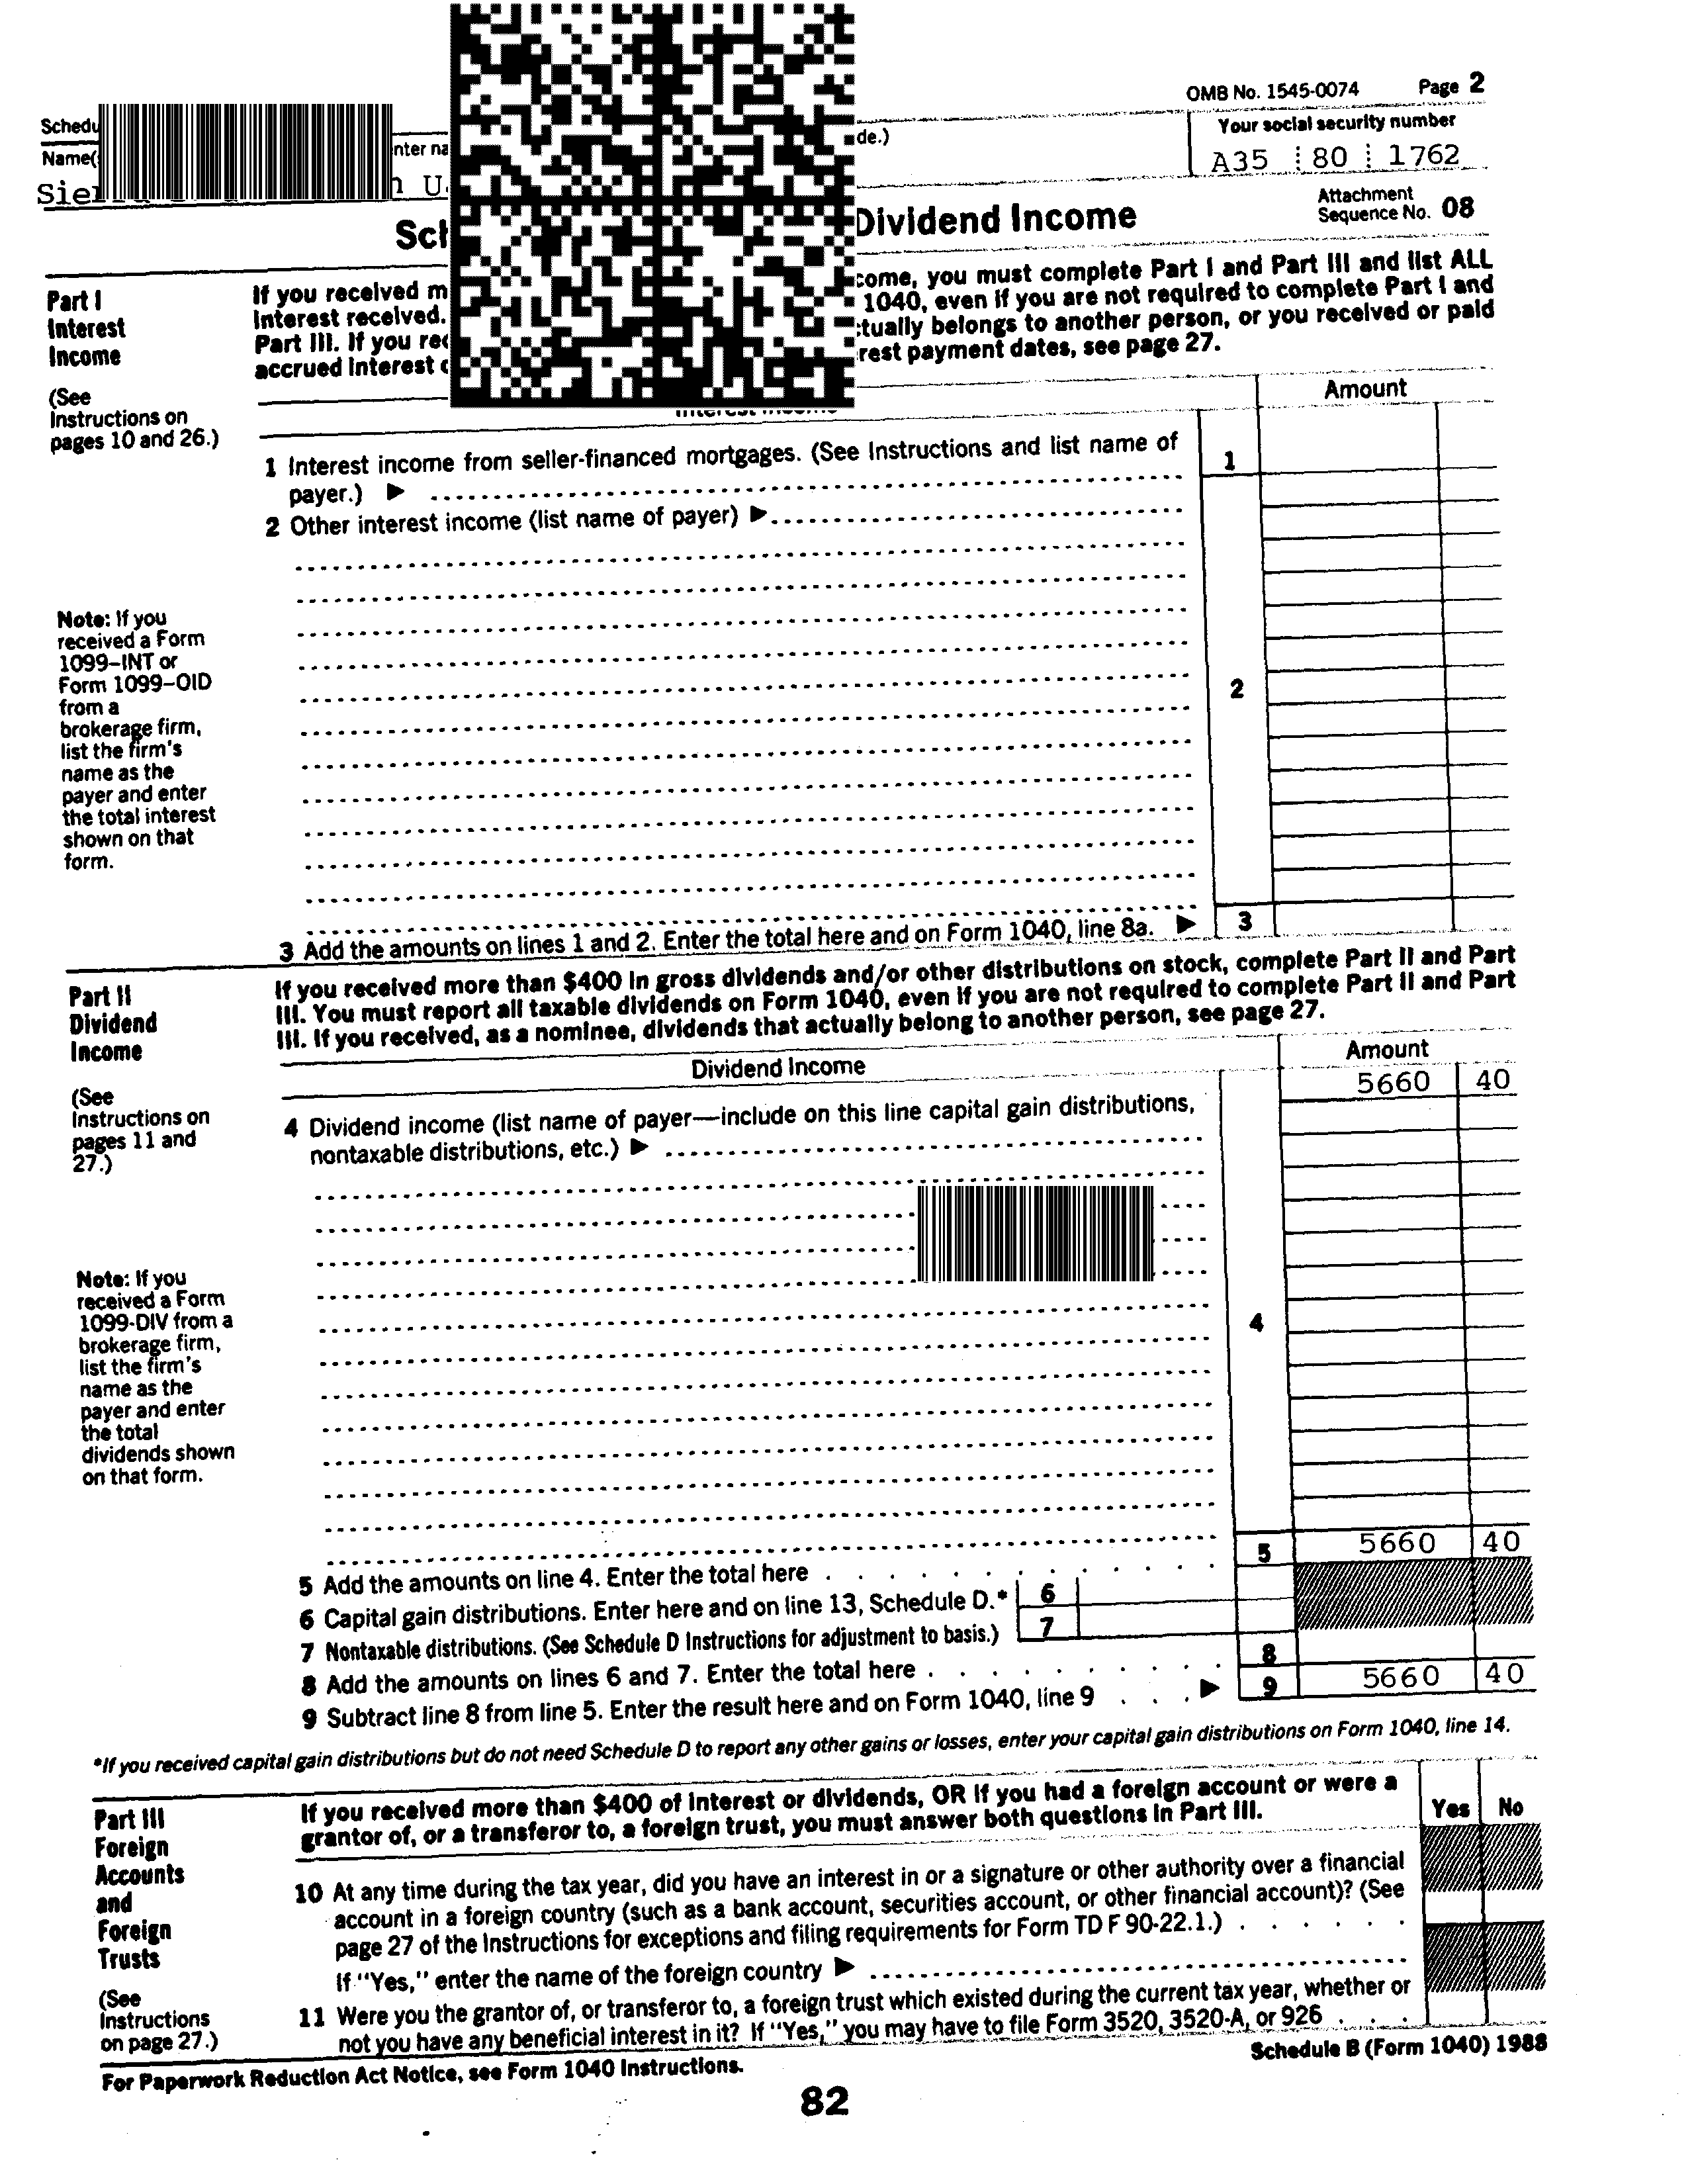 OMB No. 1545-0074 Page 2
Schedu
Name( nter na de.)
Your social security number
A35 80 1762
Sie n U
Attachment
Sequence No. 08
Sch Dividend Income
Part I
Interest
Income
(See
Instructions on
pages 10 and 26.)
If you received m come, you must complete Part I and Part III and list ALL
Interest received. 1040, even if you are not required to complete Part I and
Part III. If you rec tually belongs to another person, or you received or paid
accrued interest rest payment dates, see page 27.
Interest Income
Amount
1 Interest income from seller-financed mortgages. (See Instructions and list name of
payer.) ▶
1
2 Other interest income (list name of payer) ▶
Note: If you
received a Form
1099–INT or
Form 1099–OID
from a
brokerage firm,
list the firm's
name as the
payer and enter
the total interest
shown on that
form.
2
3 Add the amounts on lines 1 and 2. Enter the total here and on Form 1040, line 8a. ▶ 3
Part II
Dividend
Income
(See
Instructions on
pages 11 and
27.)
If you received more than $400 in gross dividends and/or other distributions on stock, complete Part II and Part
III. You must report all taxable dividends on Form 1040, even if you are not required to complete Part II and Part
III. If you received, as a nominee, dividends that actually belong to another person, see page 27.
Dividend Income
Amount
5660 40
4 Dividend income (list name of payer—include on this line capital gain distributions,
nontaxable distributions, etc.) ▶
Note: If you
received a Form
1099-DIV from a
brokerage firm,
list the firm's
name as the
payer and enter
the total
dividends shown
on that form.
4
5 Add the amounts on line 4. Enter the total here 5 5660 40
6 Capital gain distributions. Enter here and on line 13, Schedule D.* 6
7 Nontaxable distributions. (See Schedule D Instructions for adjustment to basis.) 7
8 Add the amounts on lines 6 and 7. Enter the total here 8
9 Subtract line 8 from line 5. Enter the result here and on Form 1040, line 9 ▶ 9 5660 40
*If you received capital gain distributions but do not need Schedule D to report any other gains or losses, enter your capital gain distributions on Form 1040, line 14.
Part III
Foreign
Accounts
and
Foreign
Trusts
(See
Instructions
on page 27.)
If you received more than $400 of interest or dividends, OR if you had a foreign account or were a
grantor of, or a transferor to, a foreign trust, you must answer both questions in Part III.
Yes No
10 At any time during the tax year, did you have an interest in or a signature or other authority over a financial
account in a foreign country (such as a bank account, securities account, or other financial account)? (See
page 27 of the Instructions for exceptions and filing requirements for Form TD F 90-22.1.)
If "Yes," enter the name of the foreign country ▶
11 Were you the grantor of, or transferor to, a foreign trust which existed during the current tax year, whether or
not you have any beneficial interest in it? If "Yes," you may have to file Form 3520, 3520-A, or 926
For Paperwork Reduction Act Notice, see Form 1040 Instructions.
Schedule B (Form 1040) 1988
82